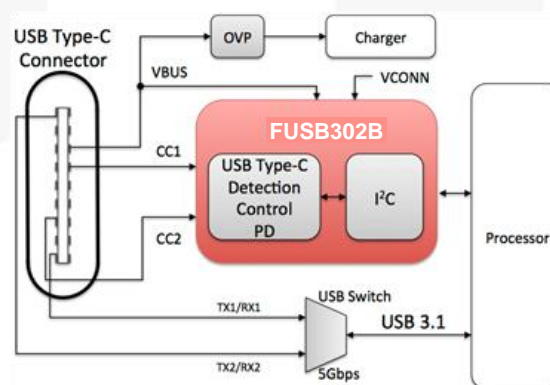 USB Type-C
Connector
OVP
Charger
VBUS
VCONN
FUSB302B
CC1
USB Type-C
Detection
Control
PD
I²C
CC2
Processor
USB Switch
TX1/RX1
USB 3.1
TX2/RX2
5Gbps